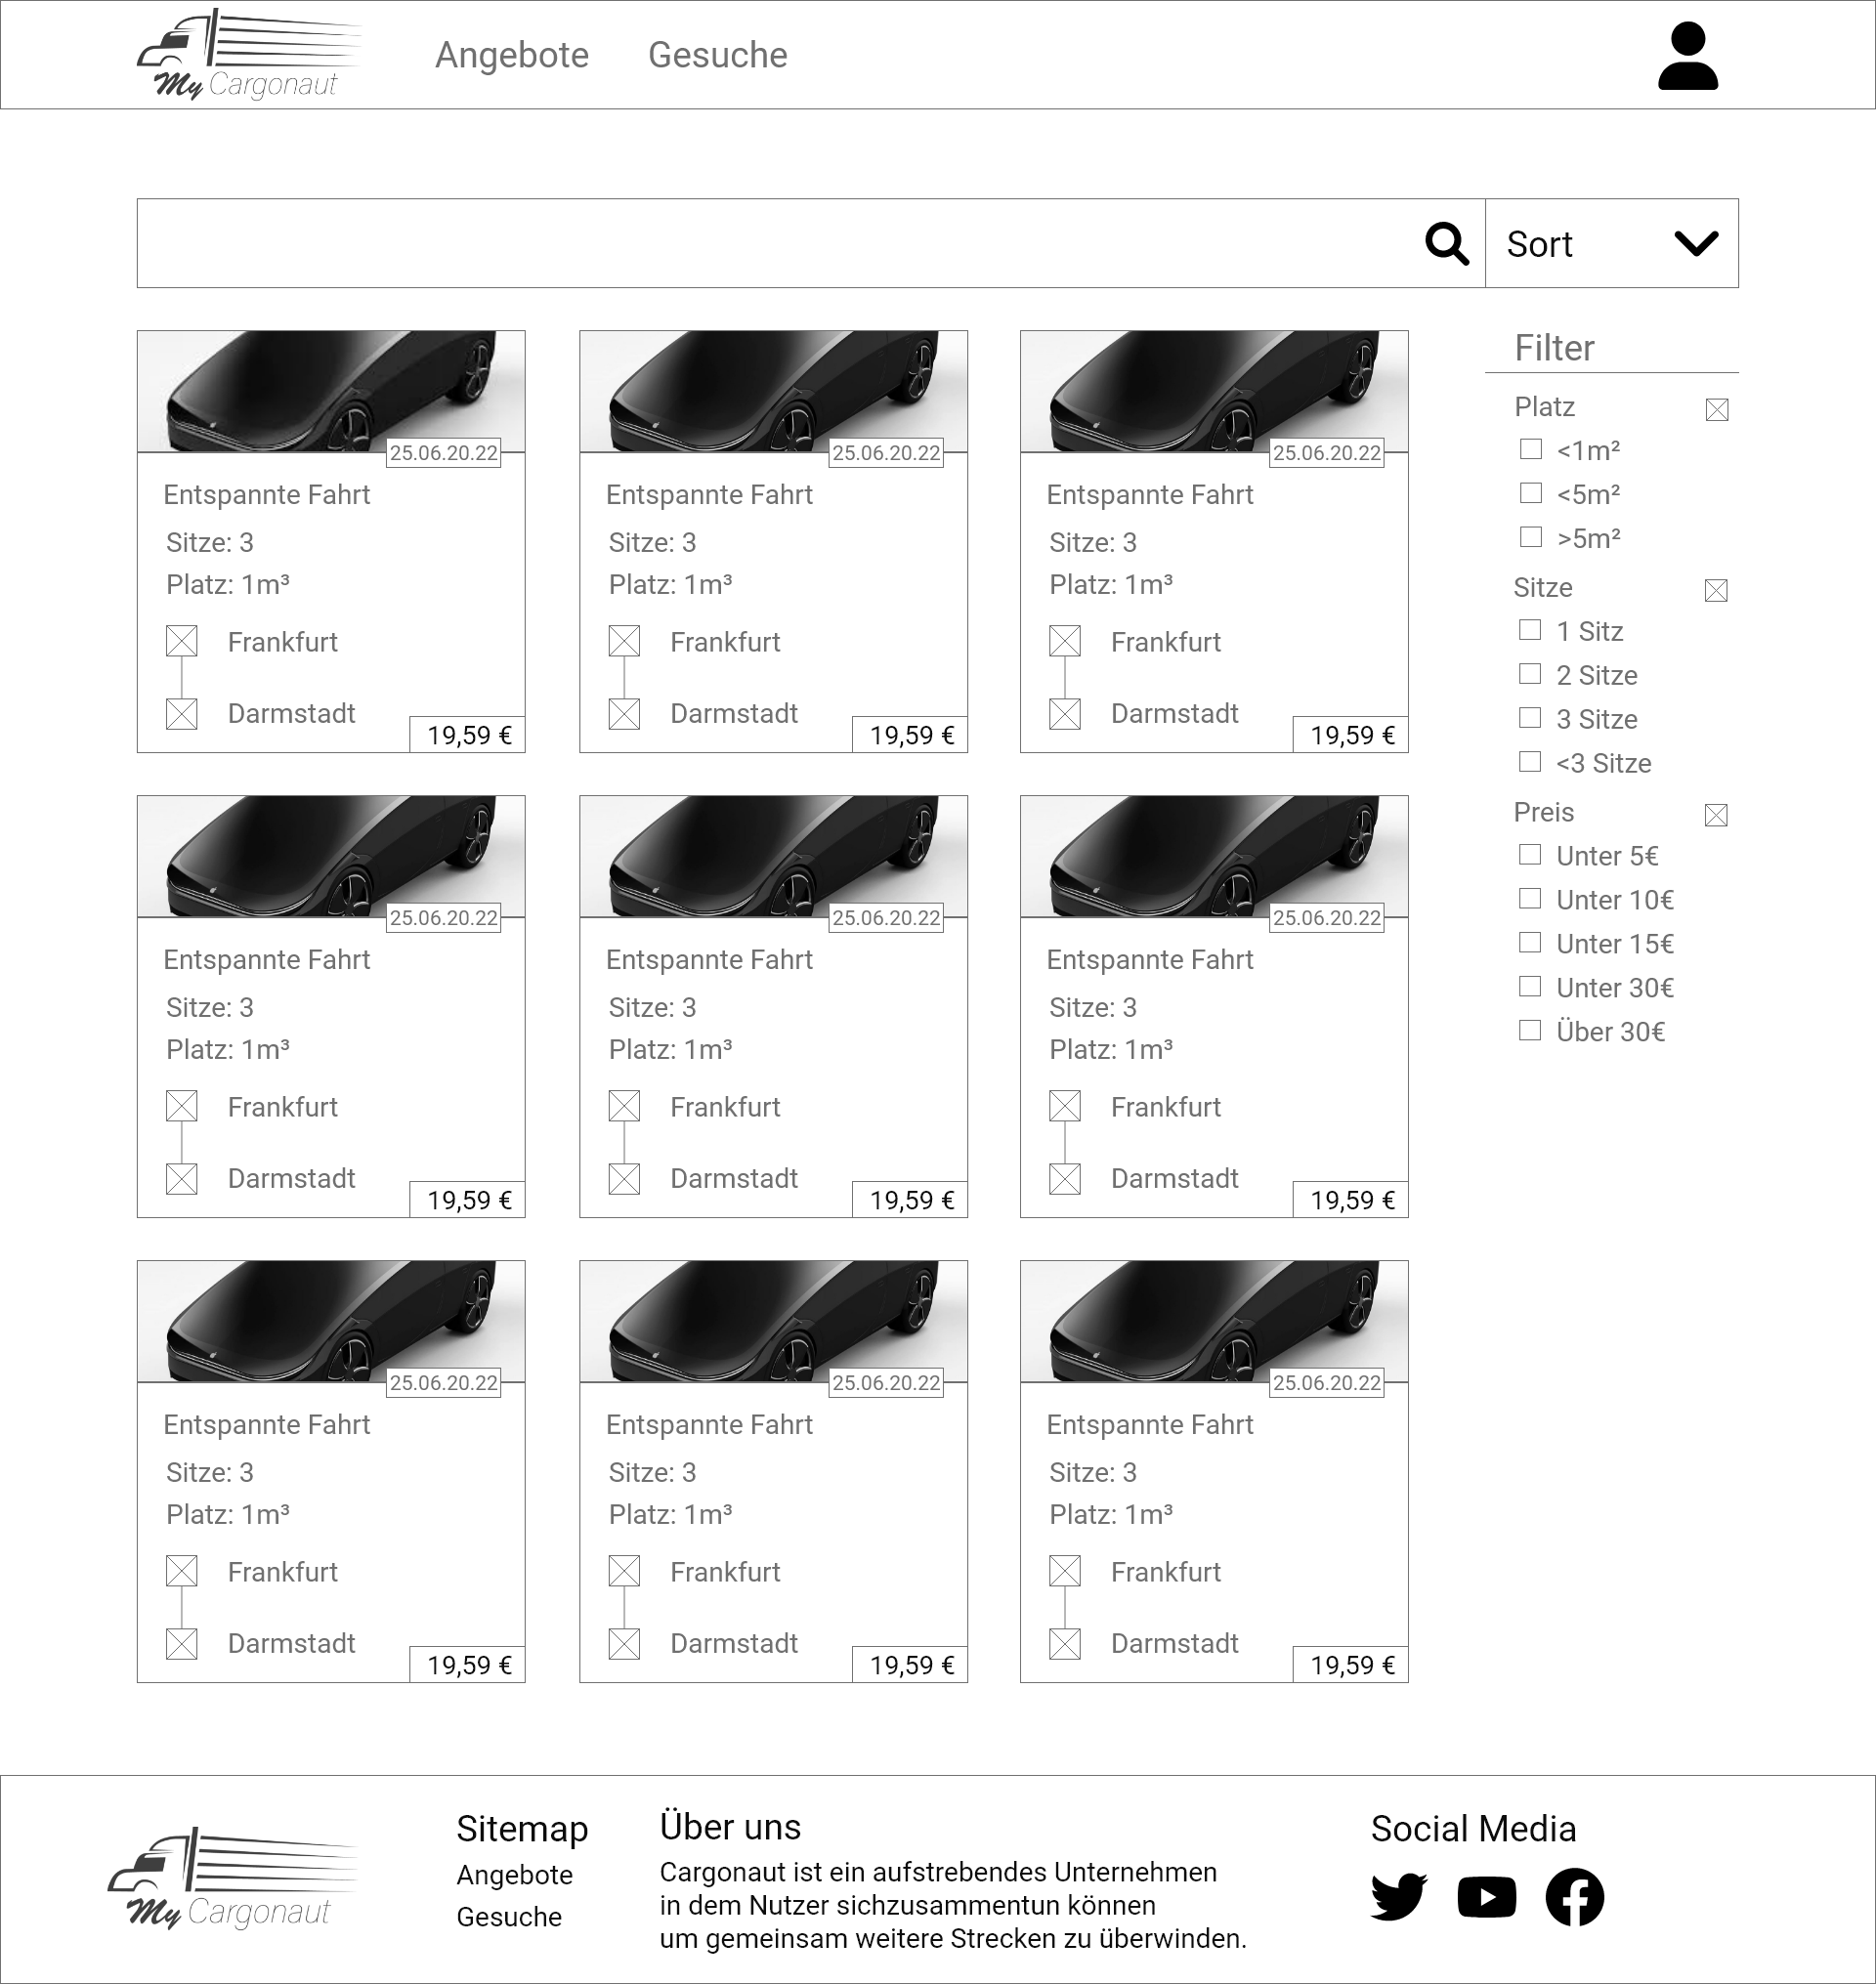 My Cargonaut
Angebote Gesuche
Sort
25.06.20.22 25.06.20.22 25.06.20.22
Entspannte Fahrt Entspannte Fahrt Entspannte Fahrt
Sitze: 3 Sitze: 3 Sitze: 3
Platz: 1m³ Platz: 1m³ Platz: 1m³
Frankfurt Frankfurt Frankfurt
Darmstadt Darmstadt Darmstadt
19,59 € 19,59 € 19,59 €
25.06.20.22 25.06.20.22 25.06.20.22
Entspannte Fahrt Entspannte Fahrt Entspannte Fahrt
Sitze: 3 Sitze: 3 Sitze: 3
Platz: 1m³ Platz: 1m³ Platz: 1m³
Frankfurt Frankfurt Frankfurt
Darmstadt Darmstadt Darmstadt
19,59 € 19,59 € 19,59 €
25.06.20.22 25.06.20.22 25.06.20.22
Entspannte Fahrt Entspannte Fahrt Entspannte Fahrt
Sitze: 3 Sitze: 3 Sitze: 3
Platz: 1m³ Platz: 1m³ Platz: 1m³
Frankfurt Frankfurt Frankfurt
Darmstadt Darmstadt Darmstadt
19,59 € 19,59 € 19,59 €
Filter
Platz
<1m²
<5m²
>5m²
Sitze
1 Sitz
2 Sitze
3 Sitze
<3 Sitze
Preis
Unter 5€
Unter 10€
Unter 15€
Unter 30€
Über 30€
My Cargonaut
Sitemap
Angebote
Gesuche
Über uns
Cargonaut ist ein aufstrebendes Unternehmen
in dem Nutzer sichzusammentun können
um gemeinsam weitere Strecken zu überwinden.
Social Media